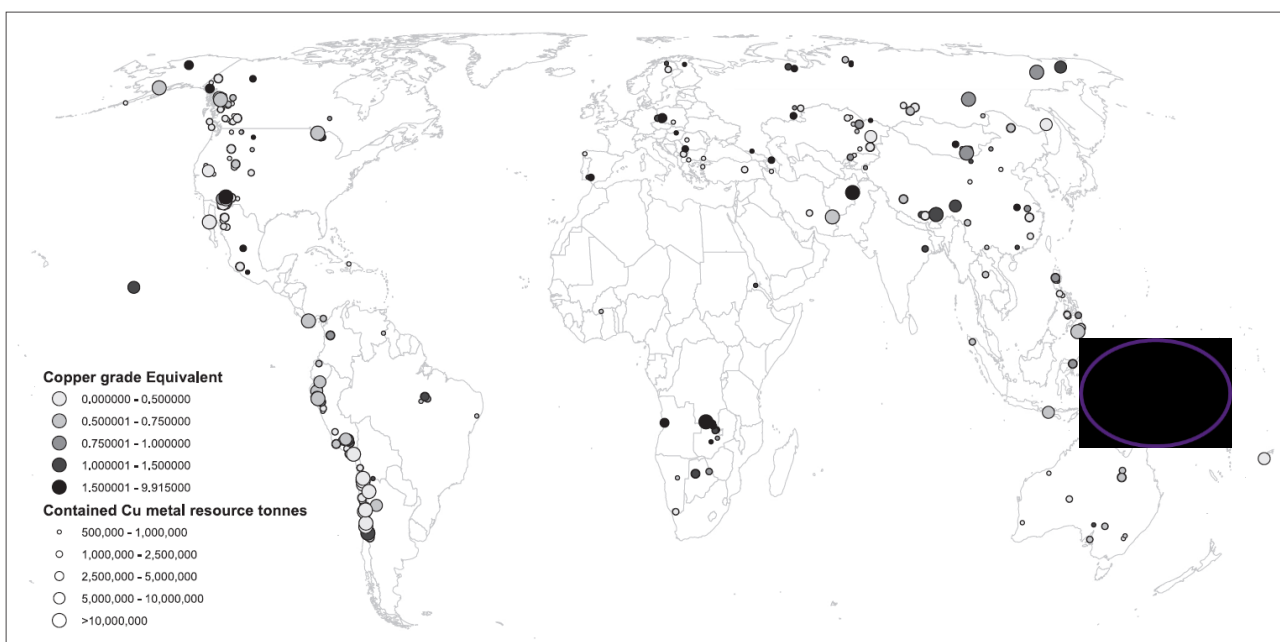 Copper grade Equivalent
0,000000 - 0,500000
0.500001 - 0.750000
0.750001 - 1.000000
1.000001 - 1,500000
1.500001 - 9,915000
Contained Cu metal resource tonnes
500,000 - 1,000,000
1,000,000 - 2,500,000
2,500,000 - 5,000,000
5,000,000 - 10,000,000
>10,000,000